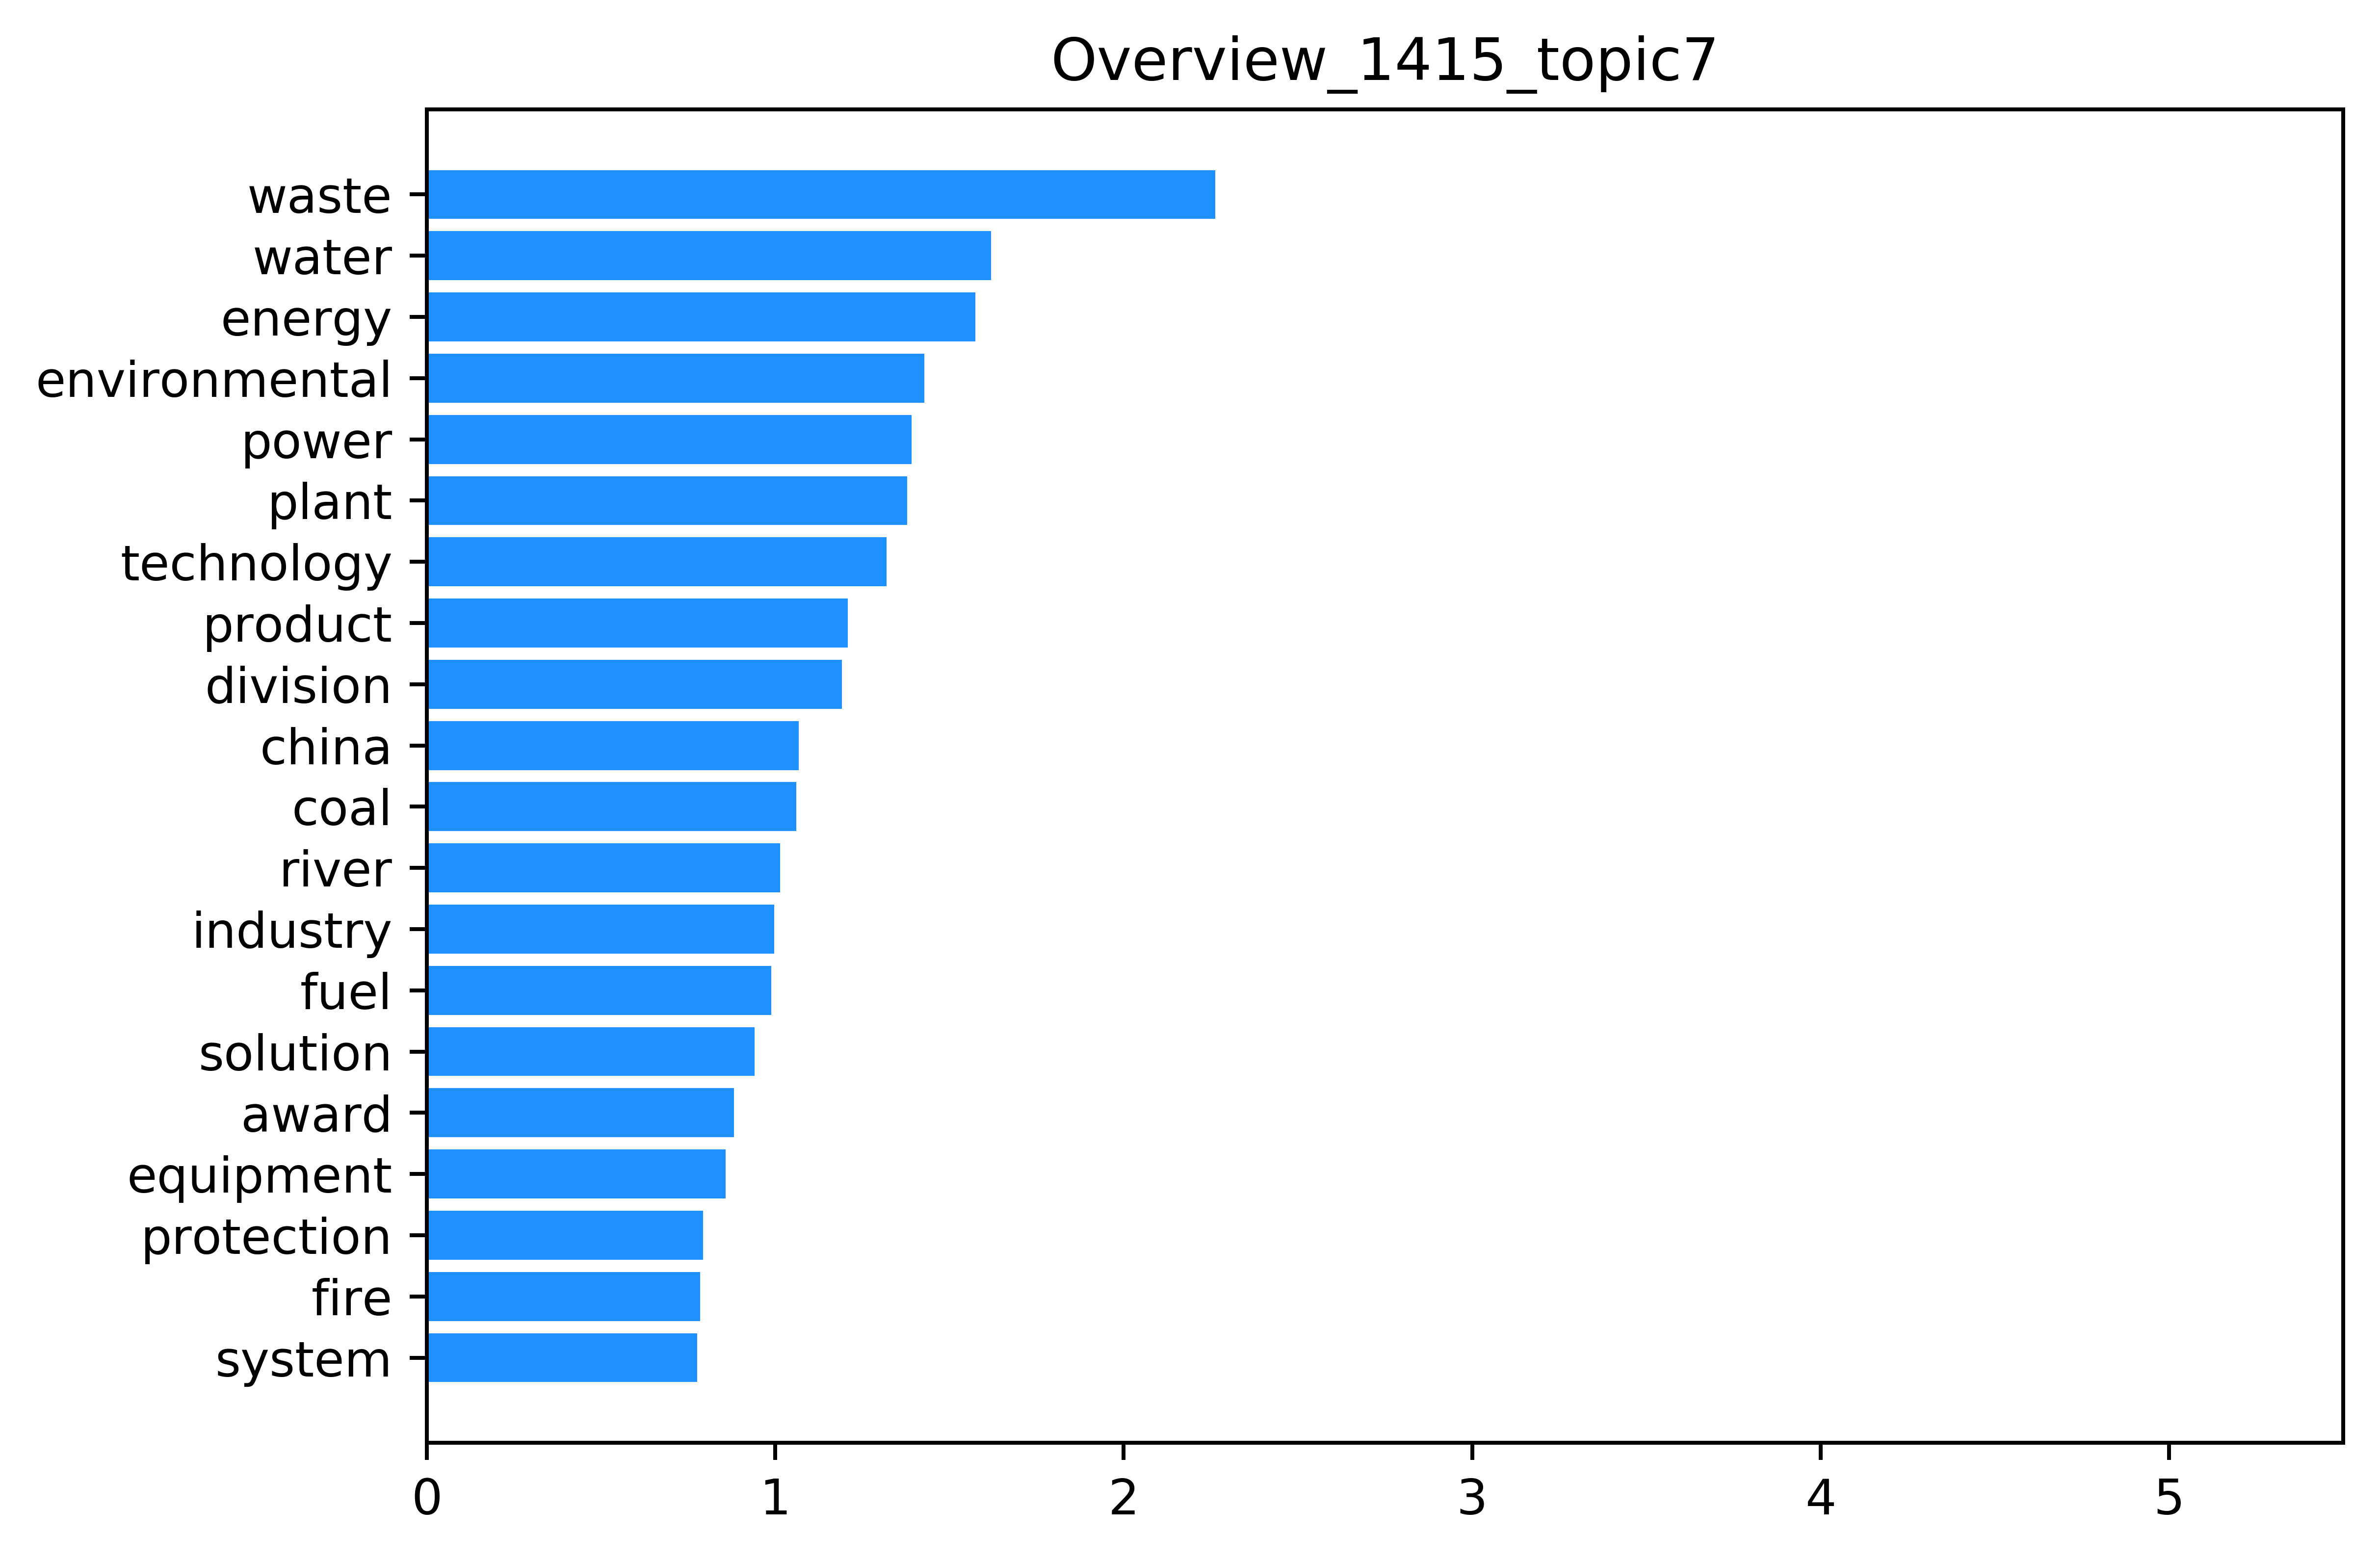 Overview_1415_topic7
waste
water
energy
environmental
power
plant
technology
product
division
china
coal
river
industry
fuel
solution
award
equipment
protection
fire
system
0 1 2 3 4 5